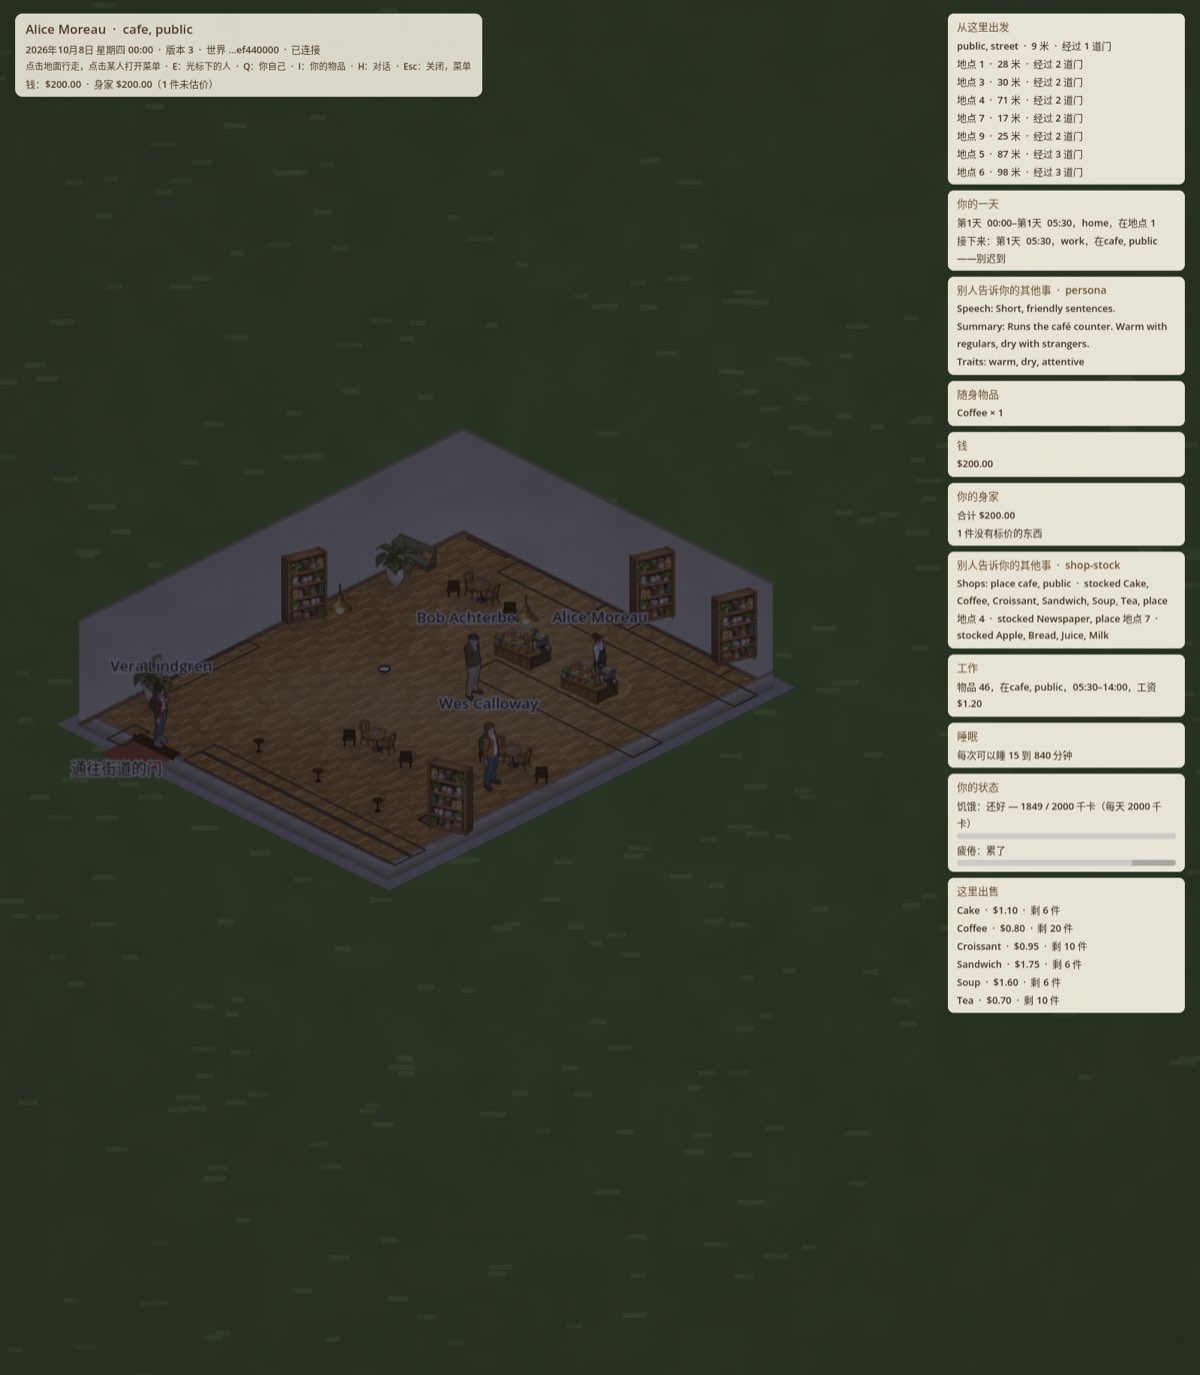 Alice Moreau · cafe, public
2026年10月8日 星期四 00:00 · 版本 3 · 世界 …ef440000 · 已连接
点击地面行走，点击某人打开菜单 · E：光标下的人 · Q：你自己 · I：你的物品 · H：对话 · Esc：关闭，菜单
钱：$200.00 · 身家 $200.00（1 件未估价）
从这里出发
public, street · 9 米 · 经过 1 道门
地点 1 · 28 米 · 经过 2 道门
地点 3 · 30 米 · 经过 2 道门
地点 4 · 71 米 · 经过 2 道门
地点 7 · 17 米 · 经过 2 道门
地点 9 · 25 米 · 经过 2 道门
地点 5 · 87 米 · 经过 3 道门
地点 6 · 98 米 · 经过 3 道门
你的一天
第1天 00:00–第1天 05:30，home，在地点 1
接下来：第1天 05:30，work，在cafe, public
——别迟到
别人告诉你的其他事 · persona
Speech: Short, friendly sentences.
Summary: Runs the café counter. Warm with
regulars, dry with strangers.
Traits: warm, dry, attentive
随身物品
Coffee × 1
钱
$200.00
你的身家
合计 $200.00
1 件没有标价的东西
别人告诉你的其他事 · shop-stock
Shops: place cafe, public · stocked Cake,
Coffee, Croissant, Sandwich, Soup, Tea, place
地点 4 · stocked Newspaper, place 地点 7 ·
stocked Apple, Bread, Juice, Milk
工作
物品 46，在cafe, public，05:30–14:00，工资
$1.20
睡眠
每次可以睡 15 到 840 分钟
你的状态
饥饿：还好 — 1849 / 2000 千卡（每天 2000 千
卡）
疲倦：累了
这里出售
Cake · $1.10 · 剩 6 件
Coffee · $0.80 · 剩 20 件
Croissant · $0.95 · 剩 10 件
Sandwich · $1.75 · 剩 6 件
Soup · $1.60 · 剩 6 件
Tea · $0.70 · 剩 10 件
Bob Achterbe
Alice Moreau
Vera Lindgren
Wes Calloway
通往街道的门